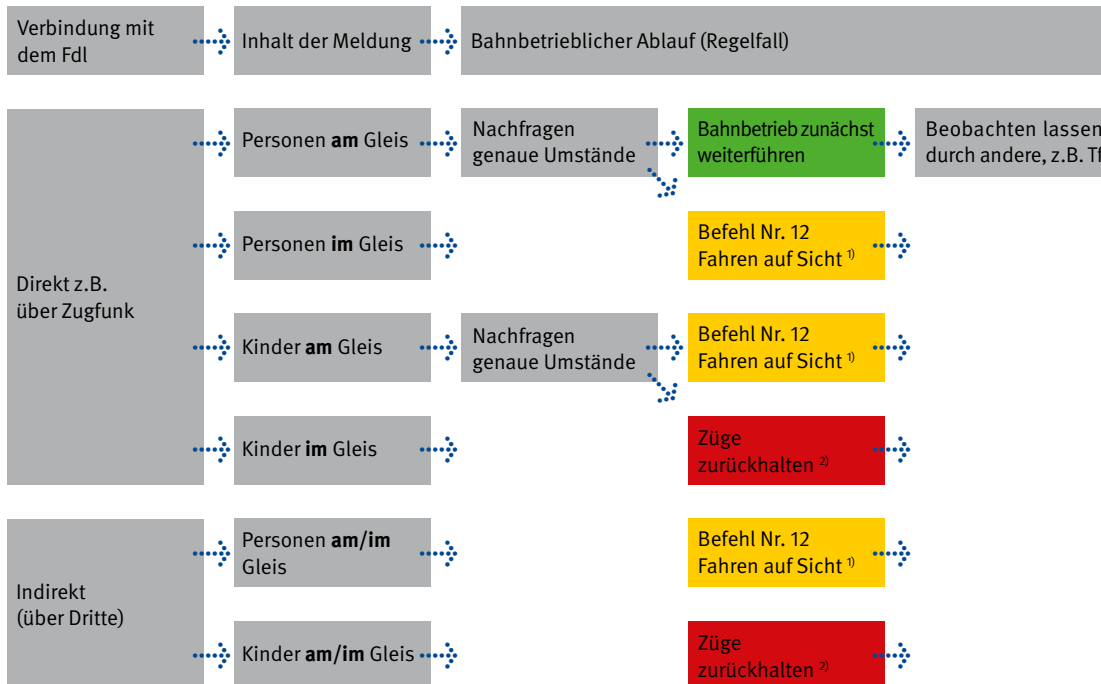 Verbindung mit
dem Fdl
Inhalt der Meldung
Bahnbetrieblicher Ablauf (Regelfall)
Direkt z.B.
über Zugfunk
Personen am Gleis
Nachfragen
genaue Umstände
Bahnbetrieb zunächst
weiterführen
Beobachten lassen
durch andere, z.B. Tf
Personen im Gleis
Befehl Nr. 12
Fahren auf Sicht 1)
Kinder am Gleis
Nachfragen
genaue Umstände
Befehl Nr. 12
Fahren auf Sicht 1)
Kinder im Gleis
Züge
zurückhalten 2)
Indirekt
(über Dritte)
Personen am/im
Gleis
Befehl Nr. 12
Fahren auf Sicht 1)
Kinder am/im Gleis
Züge
zurückhalten 2)